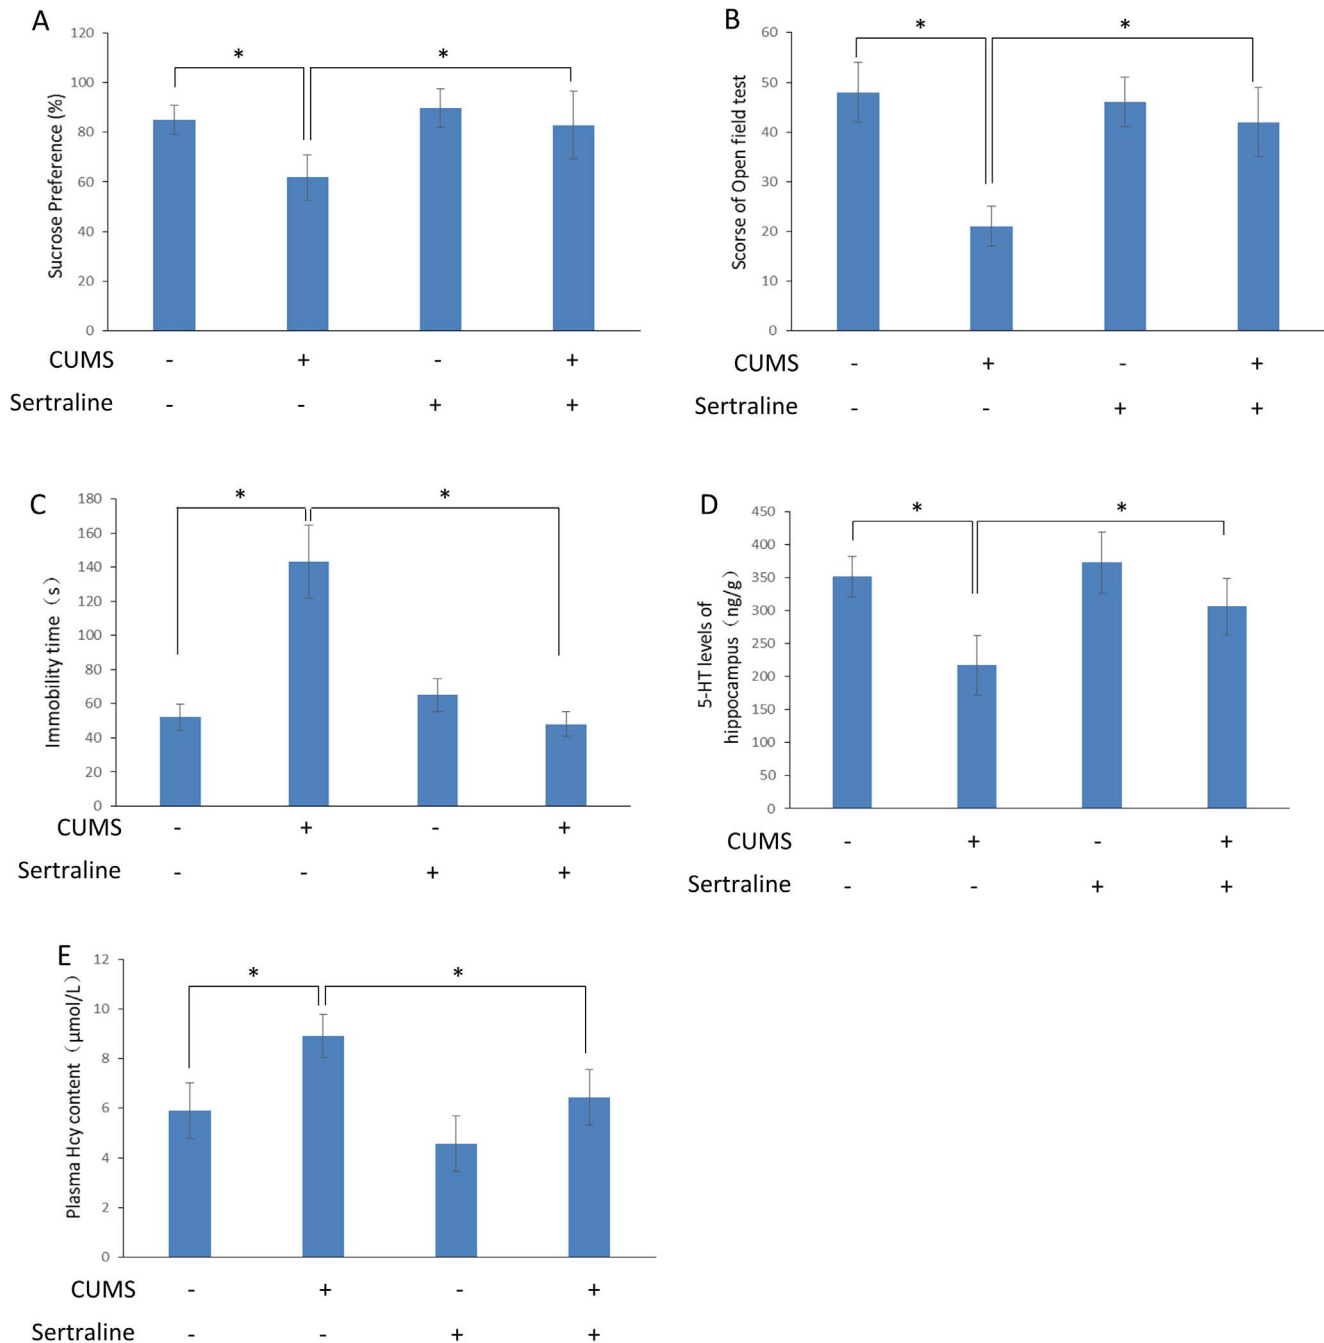 A
Sucrose Preference (%)
120
100
80
60
40
20
0
* *
CUMS - + - +
Sertraline - - + +
B
Scorse of Open field test
60
50
40
30
20
10
0
* *
CUMS - + - +
Sertraline - - + +
C
Immobility time（s）
180
160
140
120
100
80
60
40
20
0
* *
CUMS - + - +
Sertraline - - + +
D
5-HT levels of
hippocampus（ng/g）
450
400
350
300
250
200
150
100
50
0
* *
CUMS - + - +
Sertraline - - + +
E
Plasma Hcy content（μmol/L）
12
10
8
6
4
2
0
* *
CUMS - + - +
Sertraline - - + +